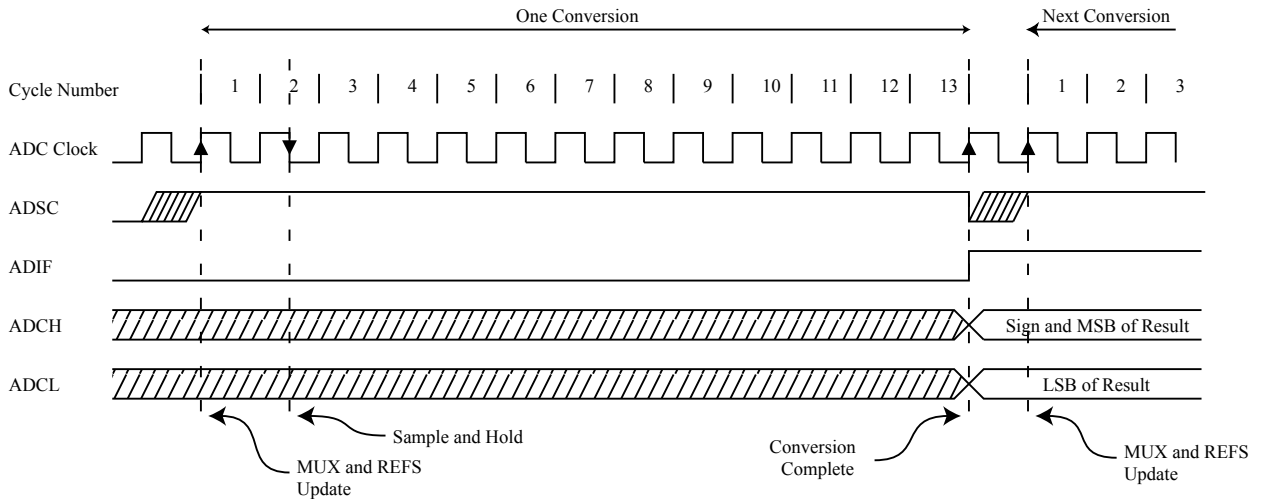 One Conversion
Next Conversion
Cycle Number
1 2 3 4 5 6 7 8 9 10 11 12 13 1 2 3
ADC Clock
ADSC
ADIF
ADCH
Sign and MSB of Result
ADCL
LSB of Result
Sample and Hold
MUX and REFS
Update
Conversion
Complete
MUX and REFS
Update